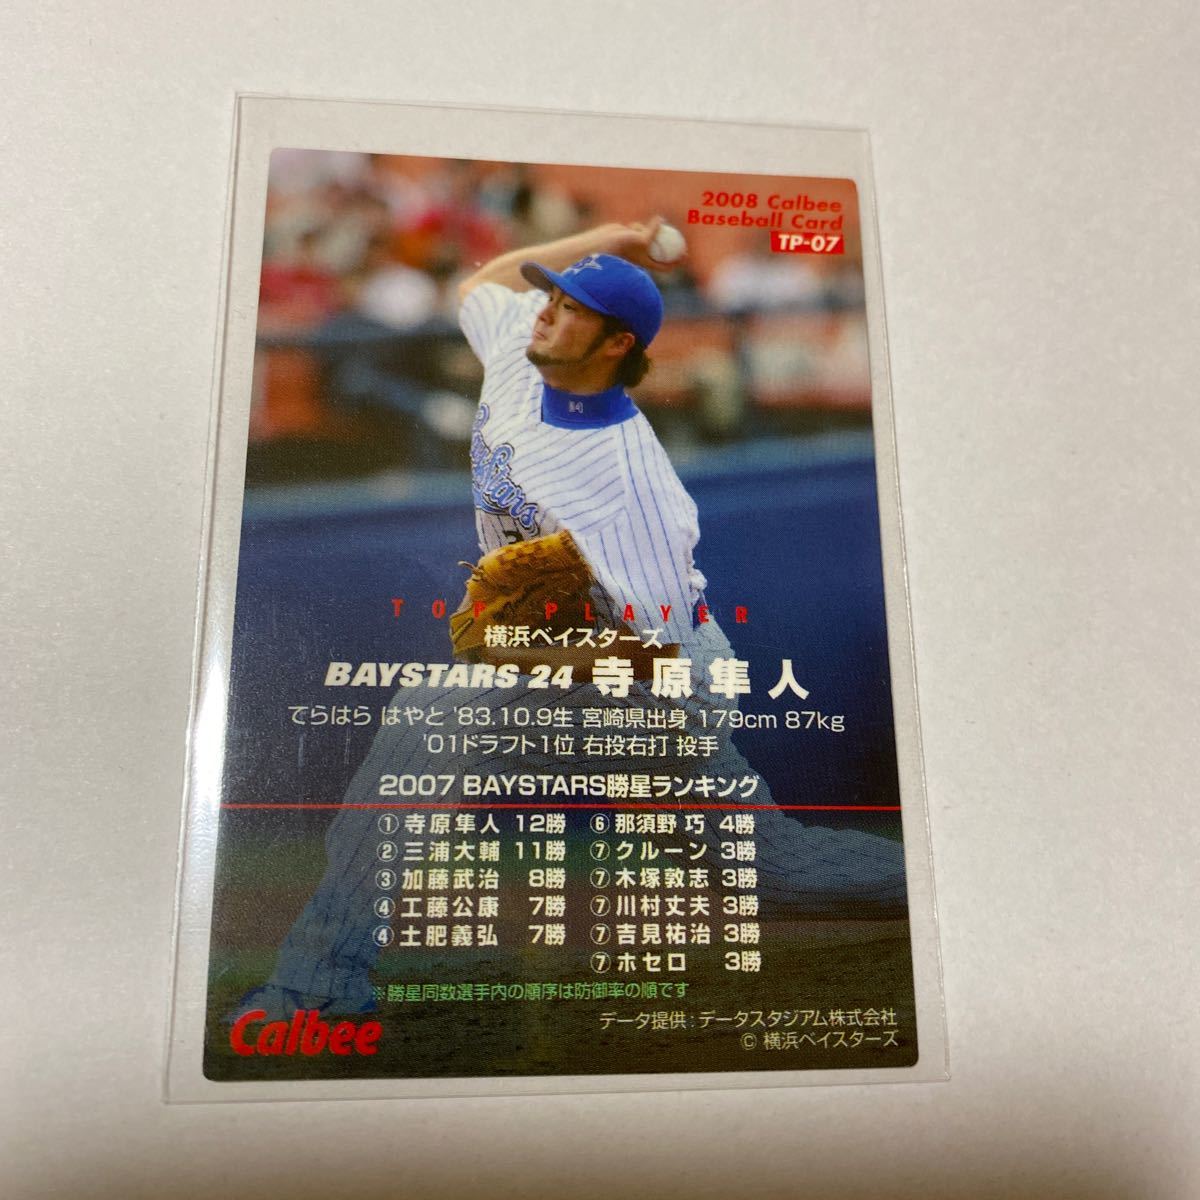 2008 Calbee
Baseball Card
TP-07
TOP PLAYER
横浜ベイスターズ
BAYSTARS 24 寺原隼人
てらはら はやと '83.10.9生 宮崎県出身 179cm 87kg
'01ドラフト1位 右投右打 投手
2007 BAYSTARS勝星ランキング
① 寺原隼人 12勝
② 三浦大輔 11勝
③ 加藤武治 8勝
④ 工藤公康 7勝
④ 土肥義弘 7勝
⑥ 那須野 巧 4勝
⑦ クルーン 3勝
⑦ 木塚敦志 3勝
⑦ 川村丈夫 3勝
⑦ 吉見祐治 3勝
⑦ ホセロ 3勝
※勝星同数選手内の順序は防御率の順です
Calbee
データ提供:データスタジアム株式会社
© 横浜ベイスターズ